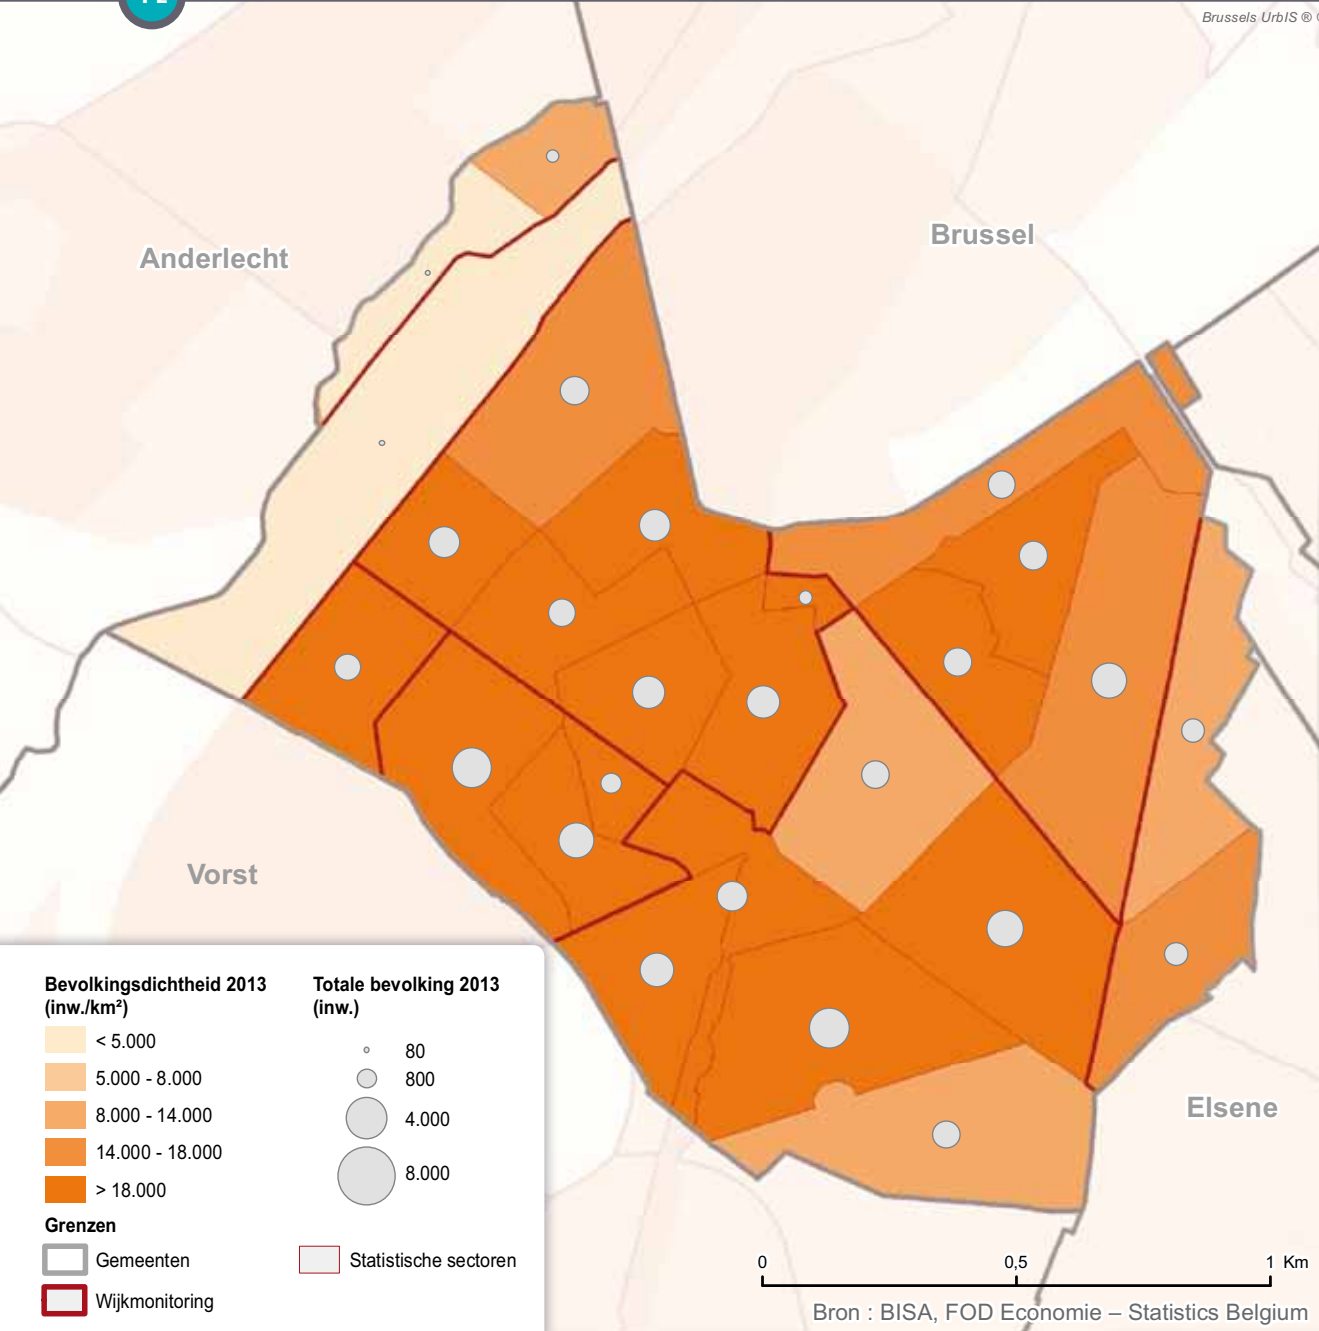 Brussels UrbIS ®
Anderlecht
Brussel
Vorst
Elsene
Bevolkingsdichtheid 2013
(inw./km²)
< 5.000
5.000 - 8.000
8.000 - 14.000
14.000 - 18.000
> 18.000
Totale bevolking 2013
(inw.)
80
800
4.000
8.000
Grenzen
Gemeenten
Wijkmonitoring
Statistische sectoren
0 0,5 1 Km
Bron : BISA, FOD Economie – Statistics Belgium